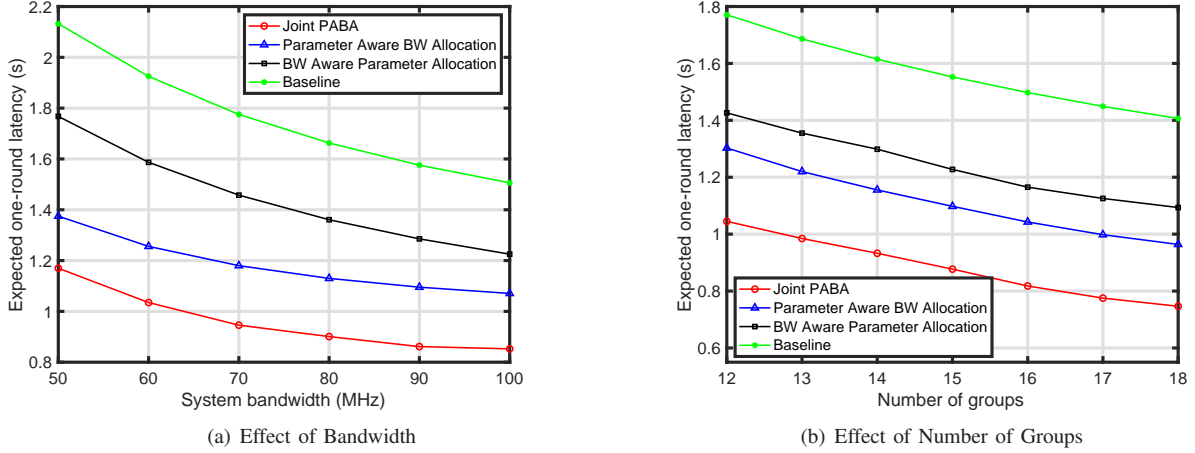 2.2
2
1.8
1.6
1.4
1.2
1
0.8
50
60
70
80
90
100
Expected one-round latency (s)
System bandwidth (MHz)
Joint PABA
Parameter Aware BW Allocation
BW Aware Parameter Allocation
Baseline
(a) Effect of Bandwidth
1.8
1.6
1.4
1.2
1
0.8
0.6
12
13
14
15
16
17
18
Expected one-round latency (s)
Number of groups
Joint PABA
Parameter Aware BW Allocation
BW Aware Parameter Allocation
Baseline
(b) Effect of Number of Groups